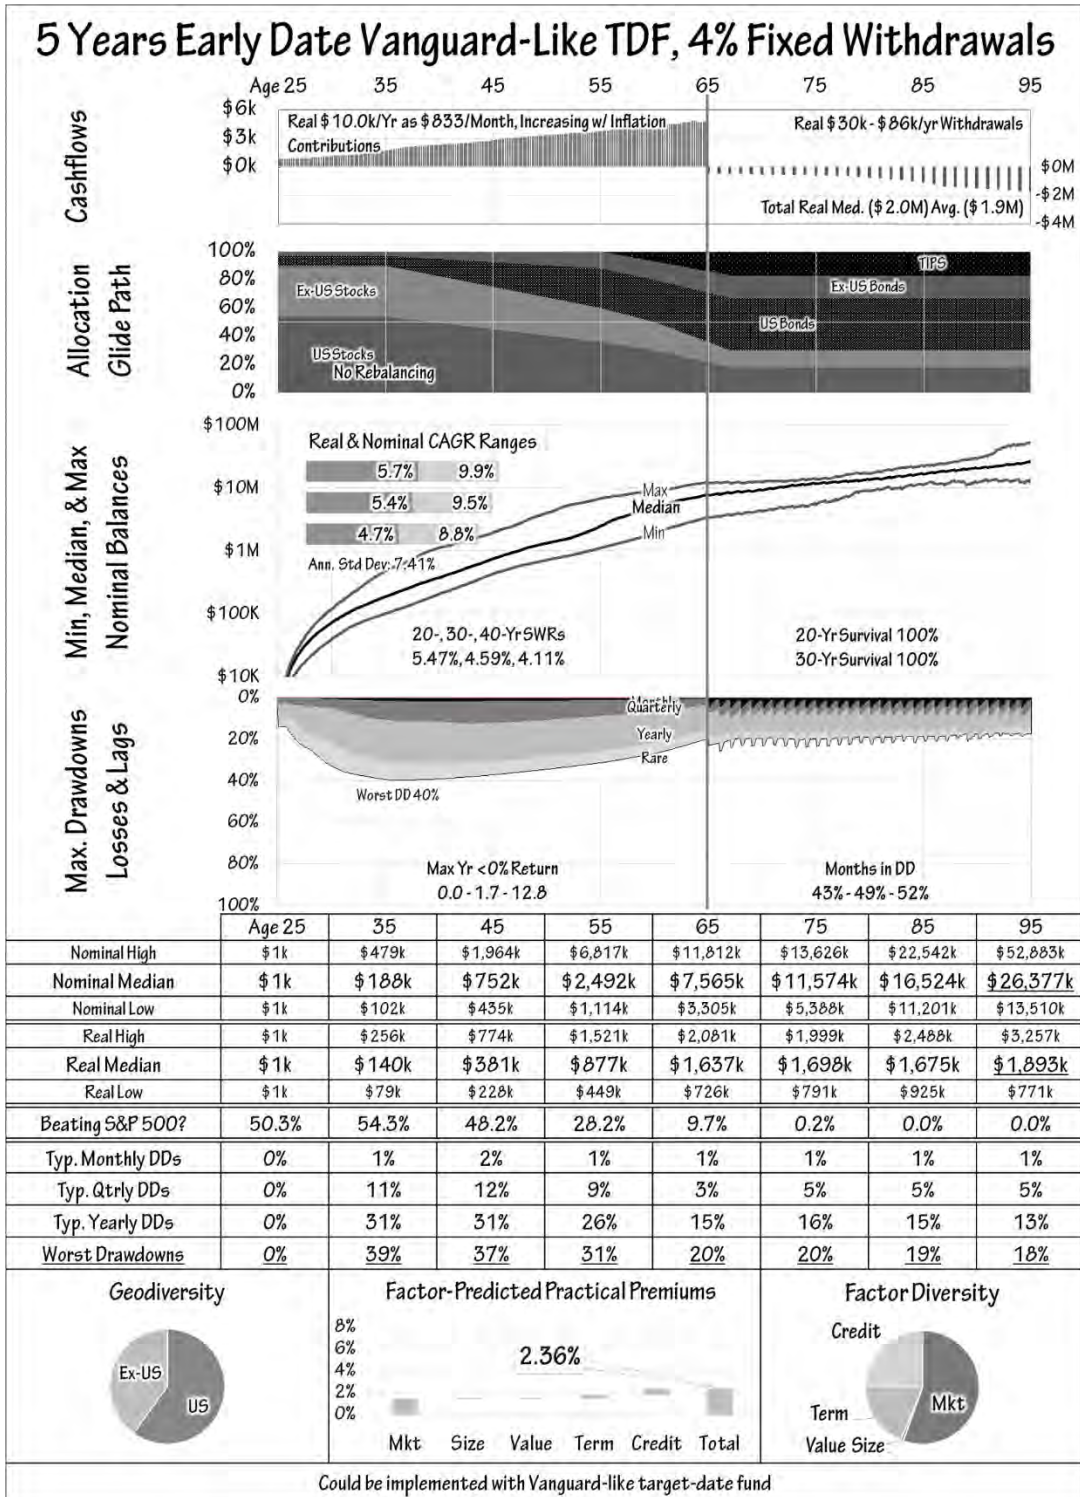 5 Years Early Date Vanguard-Like TDF, 4% Fixed Withdrawals
Age 25 35 45 55 65 75 85 95
Cashflows
$6k
$3k
$0k
Real $10.0k/Yr as $833/Month, Increasing w/ Inflation
Contributions
Real $30k - $86k/yr Withdrawals
Total Real Med. ($2.0M) Avg. ($1.9M)
$0M
-$2M
-$4M
Allocation
Glide Path
100%
80%
60%
40%
20%
0%
TIPS
Ex-US Stocks
Ex-US Bonds
US Bonds
US Stocks
No Rebalancing
Min, Median, & Max
Nominal Balances
$100M
$10M
$1M
$100K
$10K
Real & Nominal CAGR Ranges
5.7% 9.9%
5.4% 9.5%
4.7% 8.8%
Ann. Std Dev: 7.41%
Max
Median
Min
20-, 30-, 40-Yr SWRs
5.47%, 4.59%, 4.11%
20-Yr Survival 100%
30-Yr Survival 100%
Max. Drawdowns
Losses & Lags
0%
20%
40%
60%
80%
100%
Monthly
Quarterly
Yearly
Rare
Worst DD 40%
Max Yr <0% Return
0.0 - 1.7 - 12.8
Months in DD
43% - 49% - 52%
Age 25 35 45 55 65 75 85 95
Nominal High $1k $479k $1,964k $6,817k $11,812k $13,626k $22,542k $52,883k
Nominal Median $1k $188k $752k $2,492k $7,565k $11,574k $16,524k $26,377k
Nominal Low $1k $102k $435k $1,114k $3,305k $5,388k $11,201k $13,510k
Real High $1k $256k $774k $1,521k $2,081k $1,999k $2,488k $3,257k
Real Median $1k $140k $381k $877k $1,637k $1,698k $1,675k $1,893k
Real Low $1k $79k $228k $449k $726k $791k $925k $771k
Beating S&P 500? 50.3% 54.3% 48.2% 28.2% 9.7% 0.2% 0.0% 0.0%
Typ. Monthly DDs 0% 1% 2% 1% 1% 1% 1% 1%
Typ. Qtrly DDs 0% 11% 12% 9% 3% 5% 5% 5%
Typ. Yearly DDs 0% 31% 31% 26% 15% 16% 15% 13%
Worst Drawdowns 0% 39% 37% 31% 20% 20% 19% 18%
Geodiversity
Ex-US
US
Factor-Predicted Practical Premiums
8%
6%
4%
2%
0%
2.36%
Mkt Size Value Term Credit Total
Factor Diversity
Credit
Mkt
Term
Value Size
Could be implemented with Vanguard-like target-date fund